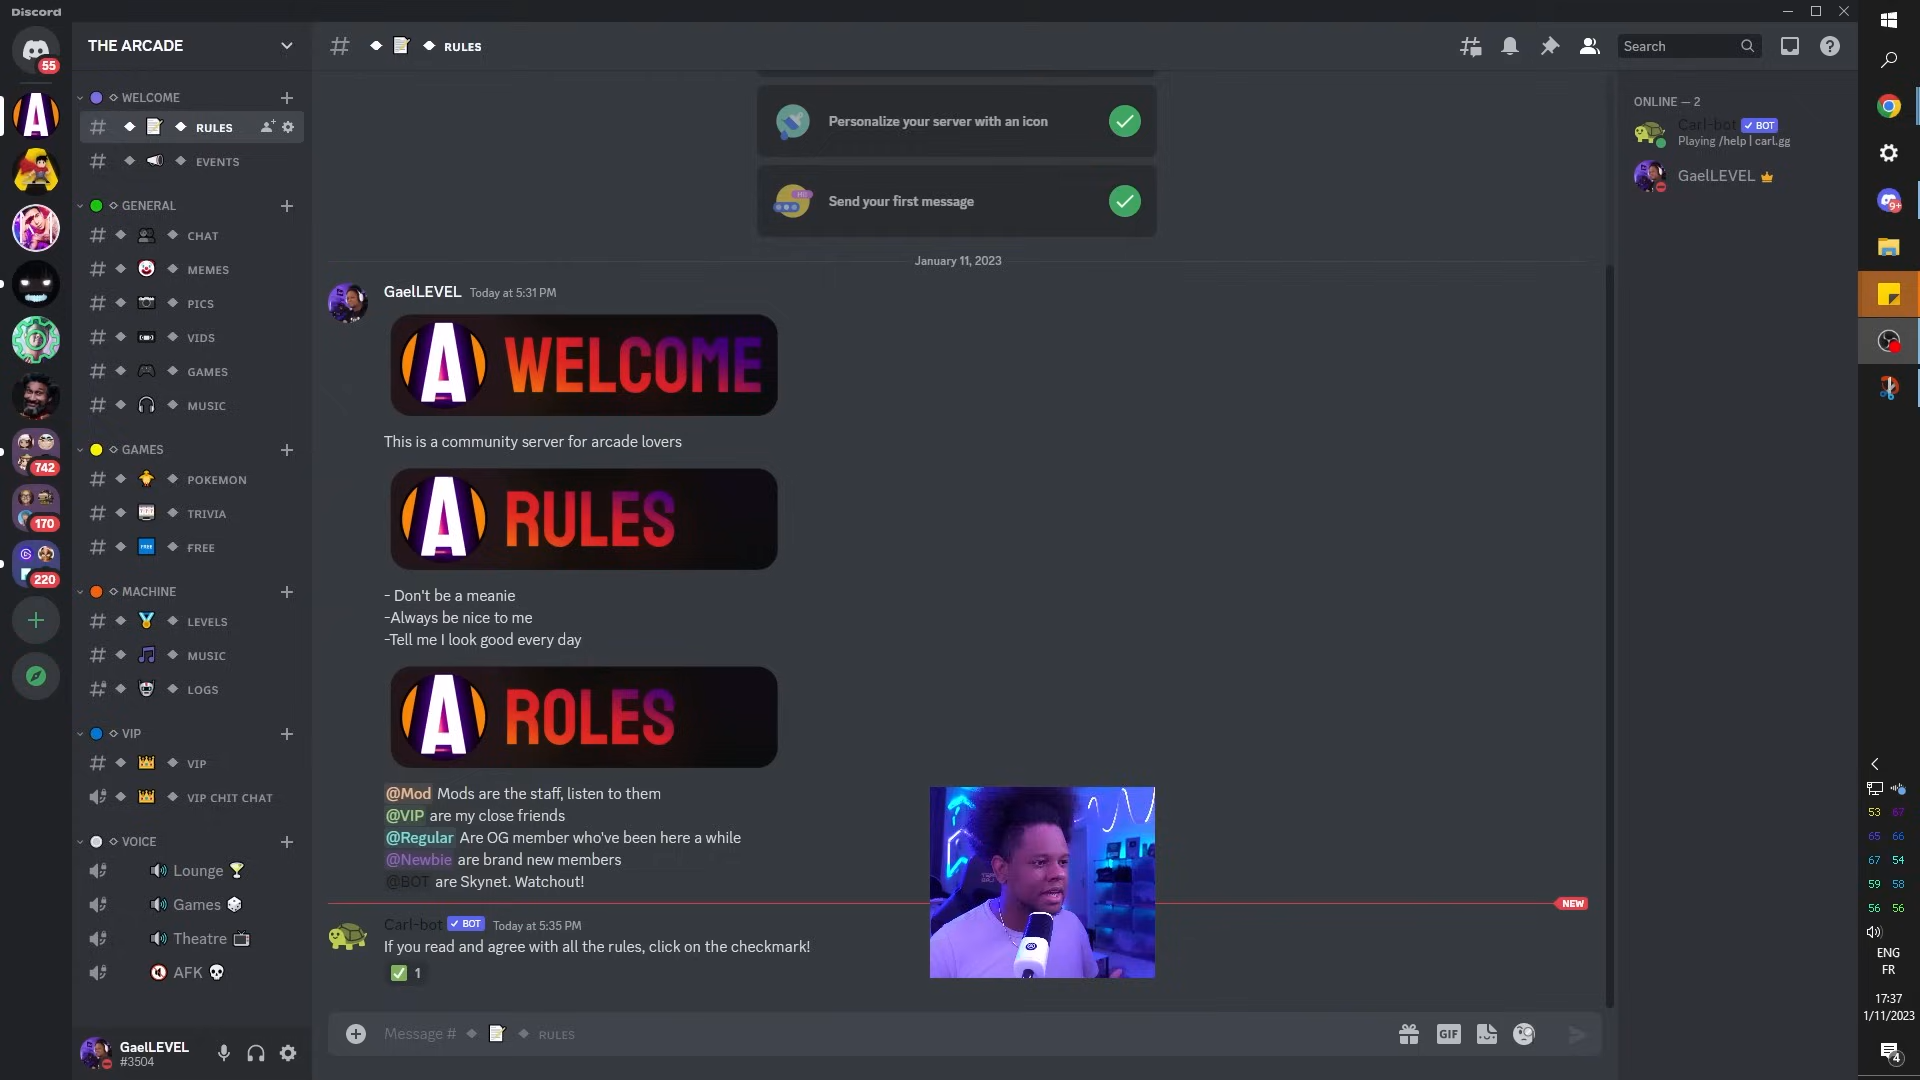 Discord
THE ARCADE
RULES
Search
55
WELCOME
RULES
EVENTS
GENERAL
CHAT
MEMES
PICS
VIDS
GAMES
MUSIC
GAMES
POKEMON
TRIVIA
FREE
MACHINE
LEVELS
MUSIC
LOGS
VIP
VIP
VIP CHIT CHAT
VOICE
Lounge
Games
Theatre
AFK
742
170
220
GaelLEVEL
#3504
Personalize your server with an icon
Send your first message
January 11, 2023
GaelLEVEL Today at 5:31 PM
A WELCOME
This is a community server for arcade lovers
A RULES
- Don't be a meanie
-Always be nice to me
-Tell me I look good every day
A ROLES
@Mod Mods are the staff, listen to them
@VIP are my close friends
@Regular Are OG member who've been here a while
@Newbie are brand new members
@BOT are Skynet. Watchout!
NEW
Carl-bot BOT Today at 5:35 PM
If you read and agree with all the rules, click on the checkmark!
1
Message # RULES
GIF
ONLINE — 2
Carl-bot BOT
Playing /help | carl.gg
GaelLEVEL
9+
53 67
65 66
67 54
59 58
56 56
ENG
FR
17:37
1/11/2023
4